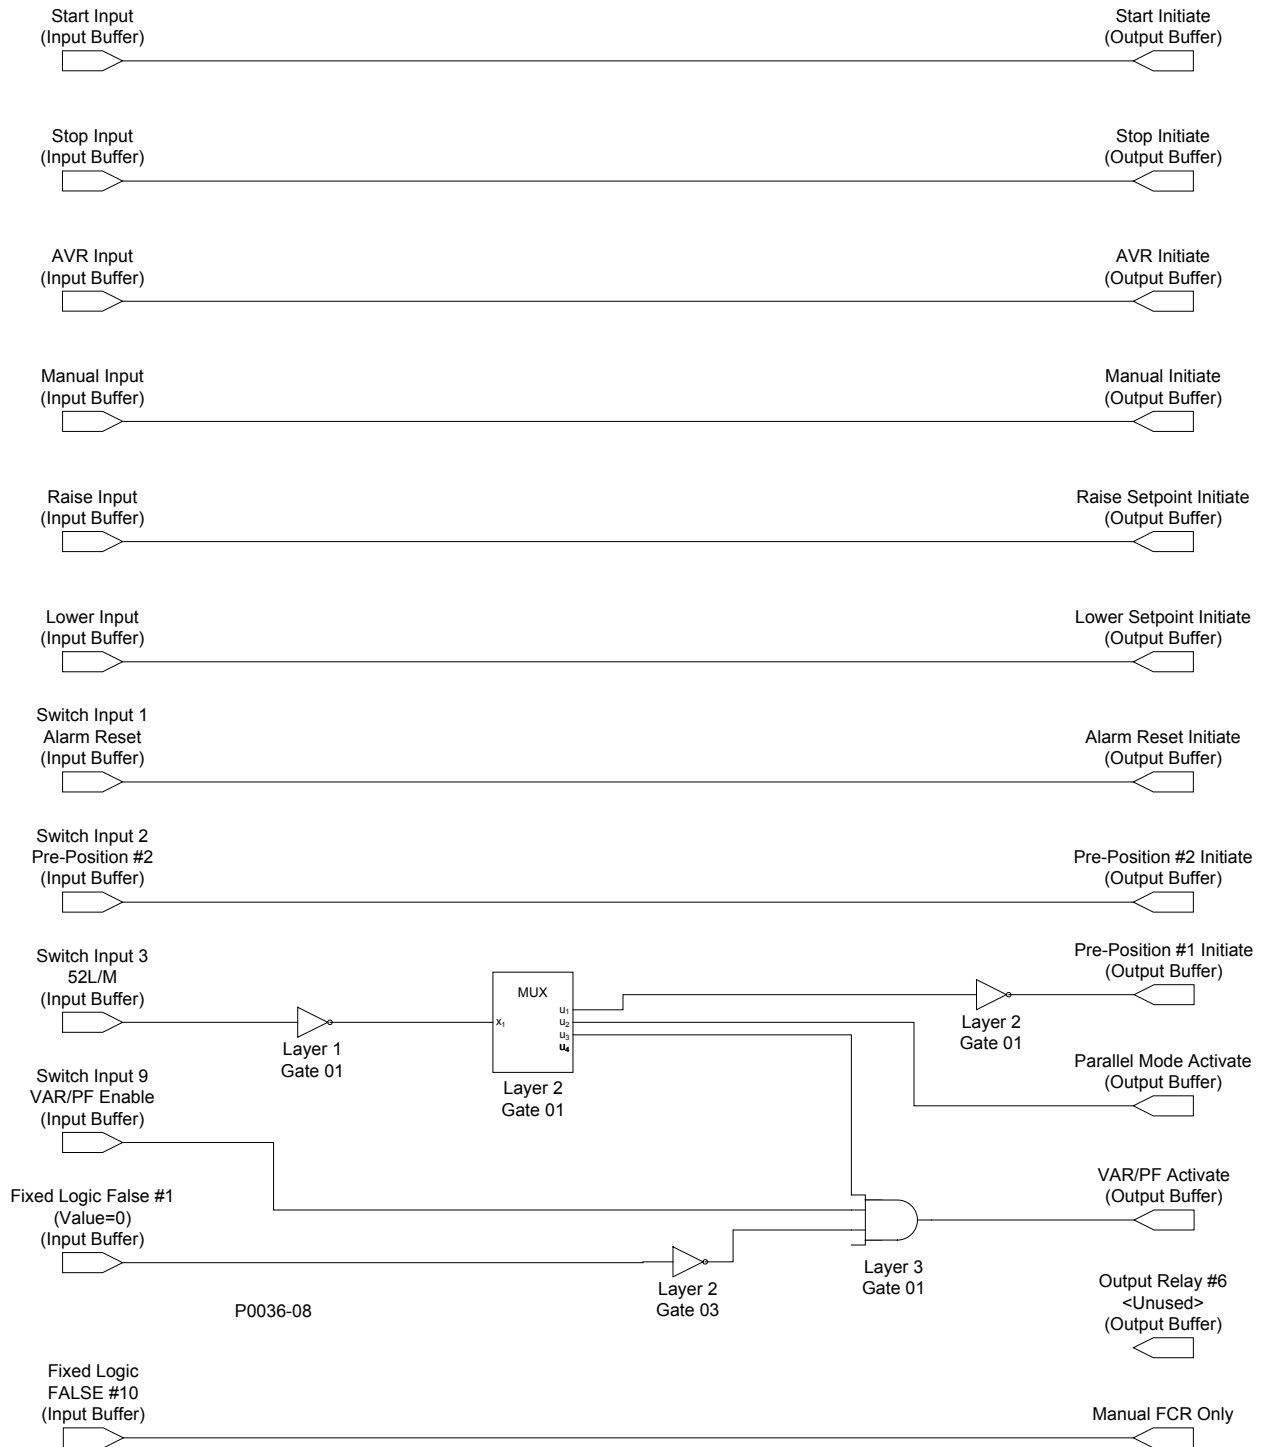 Start Input
(Input Buffer)
Start Initiate
(Output Buffer)
Stop Input
(Input Buffer)
Stop Initiate
(Output Buffer)
AVR Input
(Input Buffer)
AVR Initiate
(Output Buffer)
Manual Input
(Input Buffer)
Manual Initiate
(Output Buffer)
Raise Input
(Input Buffer)
Raise Setpoint Initiate
(Output Buffer)
Lower Input
(Input Buffer)
Lower Setpoint Initiate
(Output Buffer)
Switch Input 1
Alarm Reset
(Input Buffer)
Alarm Reset Initiate
(Output Buffer)
Switch Input 2
Pre-Position #2
(Input Buffer)
Pre-Position #2 Initiate
(Output Buffer)
Switch Input 3
52L/M
(Input Buffer)
Layer 1
Gate 01
MUX
x1
u1
u2
u3
u4
Layer 2
Gate 01
Layer 2
Gate 01
Pre-Position #1 Initiate
(Output Buffer)
Parallel Mode Activate
(Output Buffer)
Switch Input 9
VAR/PF Enable
(Input Buffer)
Fixed Logic False #1
(Value=0)
(Input Buffer)
Layer 2
Gate 03
Layer 3
Gate 01
VAR/PF Activate
(Output Buffer)
Output Relay #6
<Unused>
(Output Buffer)
P0036-08
Fixed Logic
FALSE #10
(Input Buffer)
Manual FCR Only